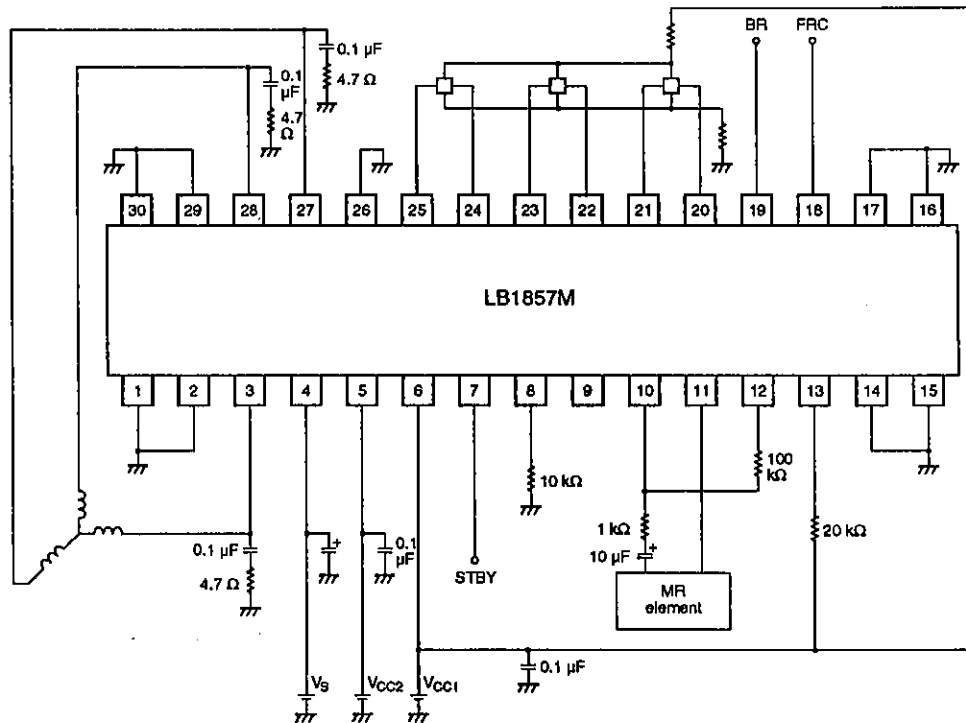 BR FRC
0.1 µF
4.7 Ω
0.1
µF
4.7
Ω
30 29 28 27 26 25 24 23 22 21 20 19 18 17 16
LB1857M
1 2 3 4 5 6 7 8 9 10 11 12 13 14 15
100
kΩ
10 kΩ
1 kΩ
20 kΩ
0.1 µF
+
0.1
µF
10 µF
+
4.7 Ω
STBY
MR
element
0.1 µF
VS VCC2 VCC1